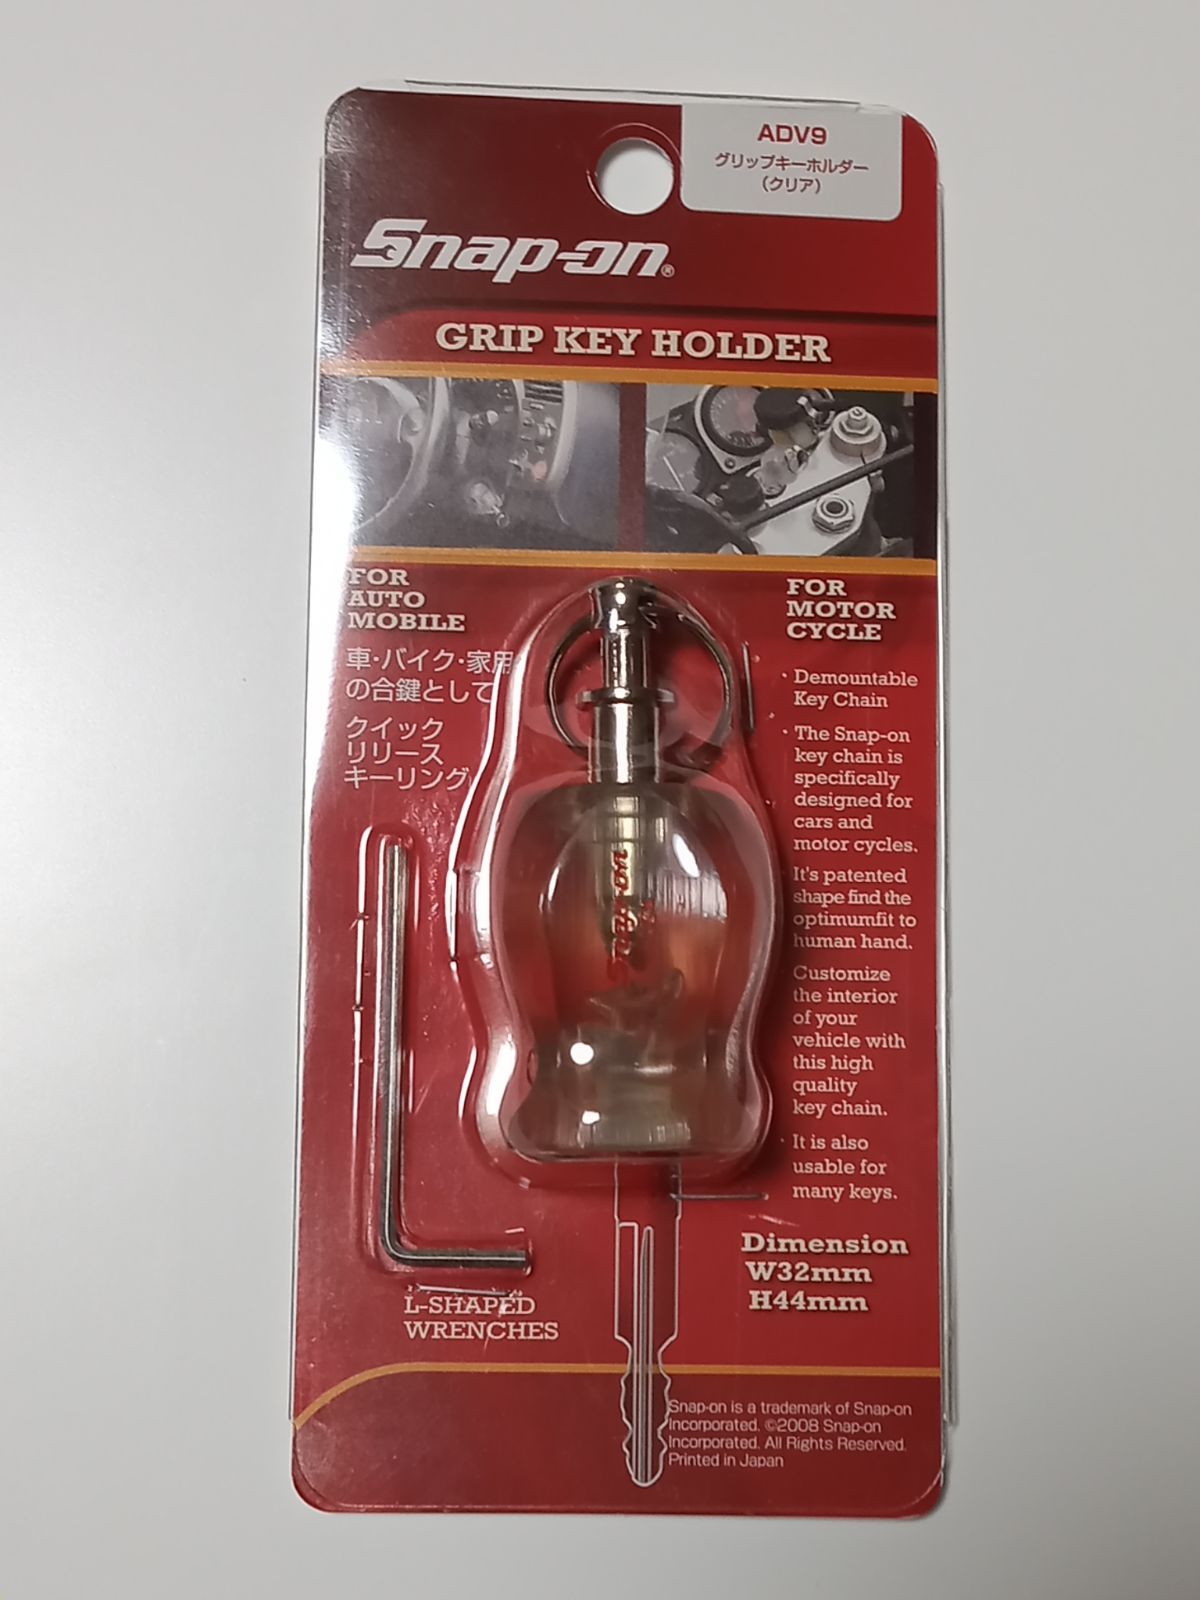 ADV9
グリップキーホルダー
(クリア)
Snap-on®
GRIP KEY HOLDER
FOR
AUTO
MOBILE
車・バイク・家用
の合鍵として
クイック
リリース
キーリング
FOR
MOTOR
CYCLE
・Demountable
Key Chain
・The Snap-on
key chain is
specifically
designed for
cars and
motor cycles.
・It's patented
shape find the
optimumfit to
human hand.
・Customize
the interior
of your
vehicle with
this high
quality
key chain.
・It is also
usable for
many keys.
Snap-on
Dimension
W32mm
H44mm
L-SHAPED
WRENCHES
Snap-on is a trademark of Snap-on
Incorporated. ©2008 Snap-on
Incorporated. All Rights Reserved.
Printed in Japan